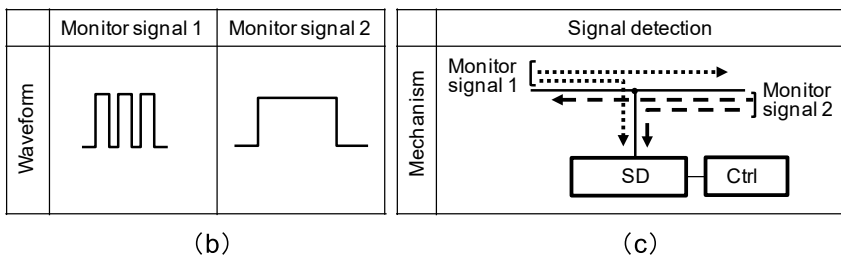 Monitor signal 1
Monitor signal 2
Waveform
(b)
Signal detection
Mechanism
Monitor
signal 1
Monitor
signal 2
SD
Ctrl
(c)